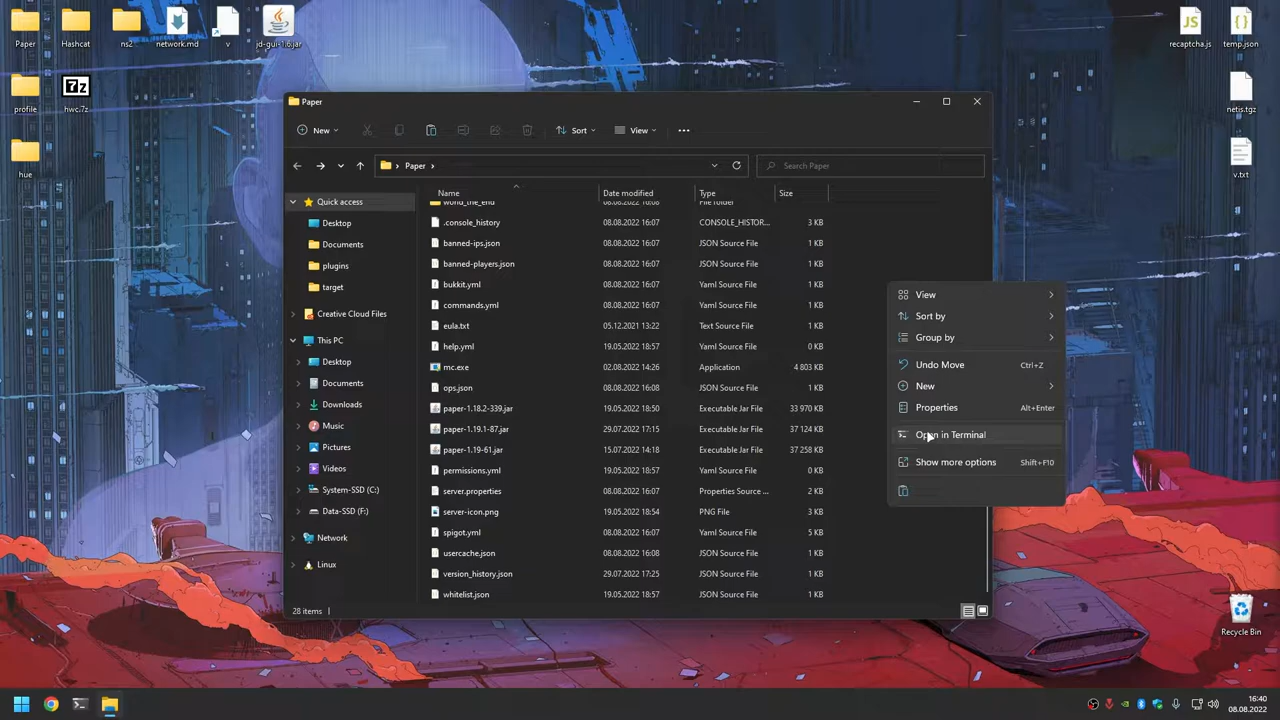 Paper
Hashcat
ns2
network.md
v
jd-gui-1.6.jar
recaptcha.js
temp.json
profile
hwc.7z
netis.tgz
hue
v.txt
Paper
New
Sort
View
Paper
Search Paper
Name
Date modified
Type
Size
Quick access
Desktop
Documents
plugins
target
Creative Cloud Files
This PC
Desktop
Documents
Downloads
Music
Pictures
Videos
System-SSD (C:)
Data-SSD (F:)
Network
Linux
world_the_end 08.08.2022 16:08 File folder
.console_history 08.08.2022 16:07 CONSOLE_HISTOR... 3 KB
banned-ips.json 08.08.2022 16:07 JSON Source File 1 KB
banned-players.json 08.08.2022 16:07 JSON Source File 1 KB
bukkit.yml 08.08.2022 16:07 Yaml Source File 1 KB
commands.yml 08.08.2022 16:07 Yaml Source File 1 KB
eula.txt 05.12.2021 13:22 Text Source File 1 KB
help.yml 19.05.2022 18:57 Yaml Source File 0 KB
mc.exe 02.08.2022 14:26 Application 4 803 KB
ops.json 08.08.2022 16:08 JSON Source File 1 KB
paper-1.18.2-339.jar 19.05.2022 18:50 Executable Jar File 33 970 KB
paper-1.19.1-87.jar 29.07.2022 17:15 Executable Jar File 37 124 KB
paper-1.19-61.jar 15.07.2022 14:18 Executable Jar File 37 258 KB
permissions.yml 19.05.2022 18:57 Yaml Source File 0 KB
server.properties 08.08.2022 16:07 Properties Source ... 2 KB
server-icon.png 19.05.2022 18:54 PNG File 3 KB
spigot.yml 08.08.2022 16:07 Yaml Source File 5 KB
usercache.json 08.08.2022 16:08 JSON Source File 1 KB
version_history.json 29.07.2022 17:25 JSON Source File 1 KB
whitelist.json 19.05.2022 18:57 JSON Source File 1 KB
28 items
View
Sort by
Group by
Undo Move Ctrl+Z
New
Properties Alt+Enter
Open in Terminal
Show more options Shift+F10
Recycle Bin
16:40
08.08.2022